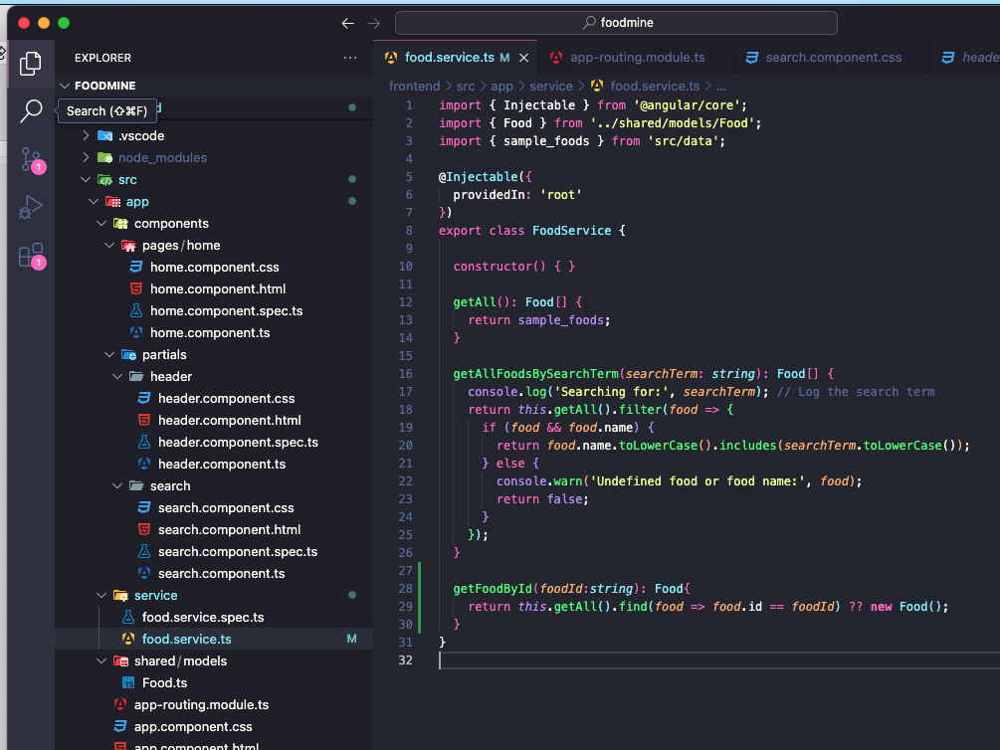 foodmine
EXPLORER
FOODMINE
Search (⇧⌘F)
d
.vscode
node_modules
src
app
components
pages/home
home.component.css
home.component.html
home.component.spec.ts
home.component.ts
partials
header
header.component.css
header.component.html
header.component.spec.ts
header.component.ts
search
search.component.css
search.component.html
search.component.spec.ts
search.component.ts
service
food.service.spec.ts
food.service.ts M
shared/models
Food.ts
app-routing.module.ts
app.component.css
app.component.html
1
1
food.service.ts M app-routing.module.ts search.component.css heade
frontend > src > app > service > food.service.ts > ...
1 import { Injectable } from '@angular/core';
2 import { Food } from '../shared/models/Food';
3 import { sample_foods } from 'src/data';
4
5 @Injectable({
6 providedIn: 'root'
7 })
8 export class FoodService {
9
10 constructor() { }
11
12 getAll(): Food[] {
13 return sample_foods;
14 }
15
16 getAllFoodsBySearchTerm(searchTerm: string): Food[] {
17 console.log('Searching for:', searchTerm); // Log the search term
18 return this.getAll().filter(food => {
19 if (food && food.name) {
20 return food.name.toLowerCase().includes(searchTerm.toLowerCase());
21 } else {
22 console.warn('Undefined food or food name:', food);
23 return false;
24 }
25 });
26 }
27
28 getFoodById(foodId:string): Food{
29 return this.getAll().find(food => food.id == foodId) ?? new Food();
30 }
31 }
32